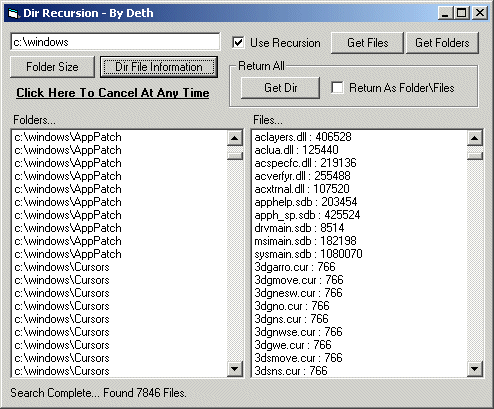 Dir Recursion - By Deth
c:\windows
Use Recursion
Get Files
Get Folders
Folder Size
Dir File Information
Return All
Click Here To Cancel At Any Time
Get Dir
Return As Folder\Files
Folders...
Files...
c:\windows\AppPatch
aclayers.dll : 406528
c:\windows\AppPatch
aclua.dll : 125440
c:\windows\AppPatch
acspecfc.dll : 219136
c:\windows\AppPatch
acverfyr.dll : 255488
c:\windows\AppPatch
acxtrnal.dll : 107520
c:\windows\AppPatch
apphelp.sdb : 203454
c:\windows\AppPatch
apph_sp.sdb : 425524
c:\windows\AppPatch
drvmain.sdb : 8514
c:\windows\AppPatch
msimain.sdb : 182198
c:\windows\AppPatch
sysmain.sdb : 1080070
c:\windows\Cursors
3dgarro.cur : 766
c:\windows\Cursors
3dgmove.cur : 766
c:\windows\Cursors
3dgnesw.cur : 766
c:\windows\Cursors
3dgno.cur : 766
c:\windows\Cursors
3dgns.cur : 766
c:\windows\Cursors
3dgnwse.cur : 766
c:\windows\Cursors
3dgwe.cur : 766
c:\windows\Cursors
3dsmove.cur : 766
c:\windows\Cursors
3dsns.cur : 766
Search Complete... Found 7846 Files.